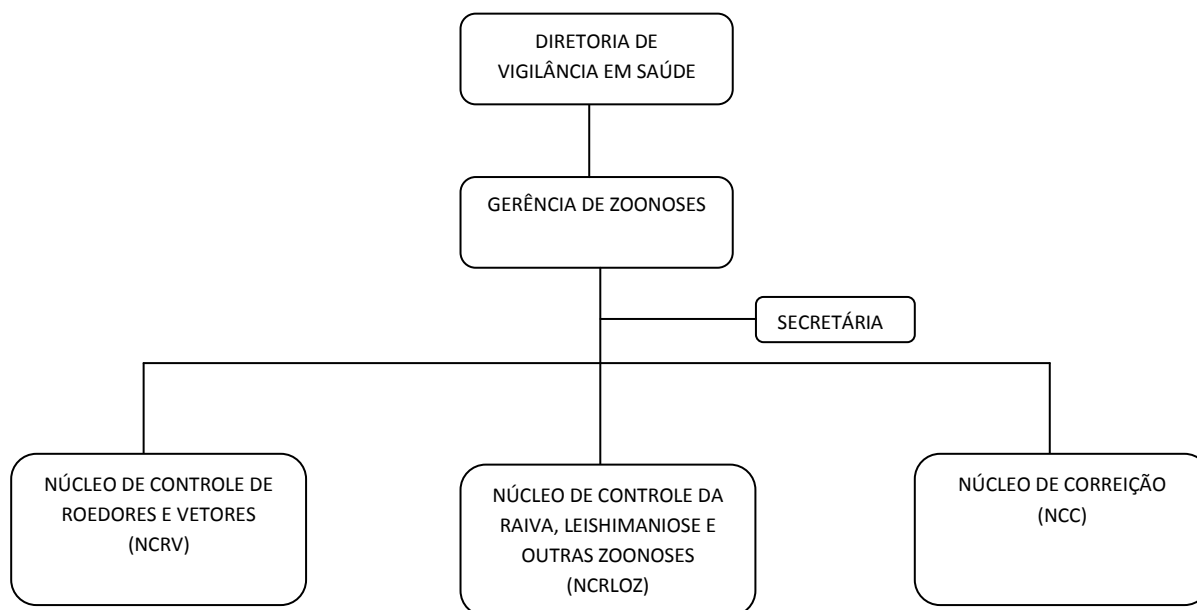 DIRETORIA DE
VIGILÂNCIA EM SAÚDE
GERÊNCIA DE ZOONOSES
SECRETÁRIA
NÚCLEO DE CONTROLE DE
ROEDORES E VETORES
(NCRV)
NÚCLEO DE CONTROLE DA
RAIVA, LEISHIMANIOSE E
OUTRAS ZOONOSES
(NCRLOZ)
NÚCLEO DE CORREIÇÃO
(NCC)